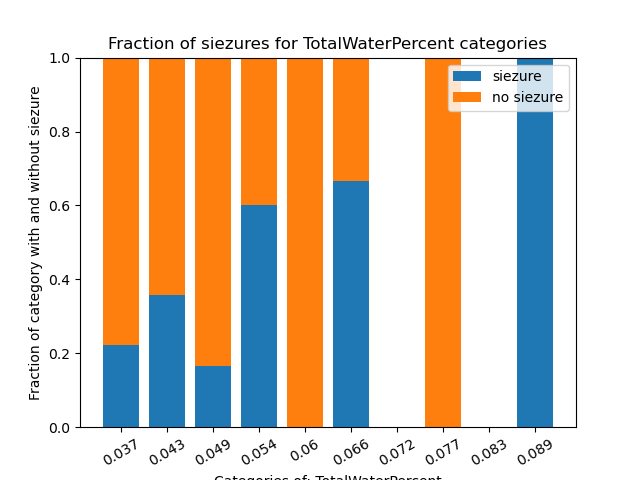 Fraction of siezures for TotalWaterPercent categories
siezure
no siezure
Fraction of category with and without siezure
1.0
0.8
0.6
0.4
0.2
0.0
0.037 0.043 0.049 0.054 0.06 0.066 0.072 0.077 0.083 0.089
Categories of: TotalWaterPercent